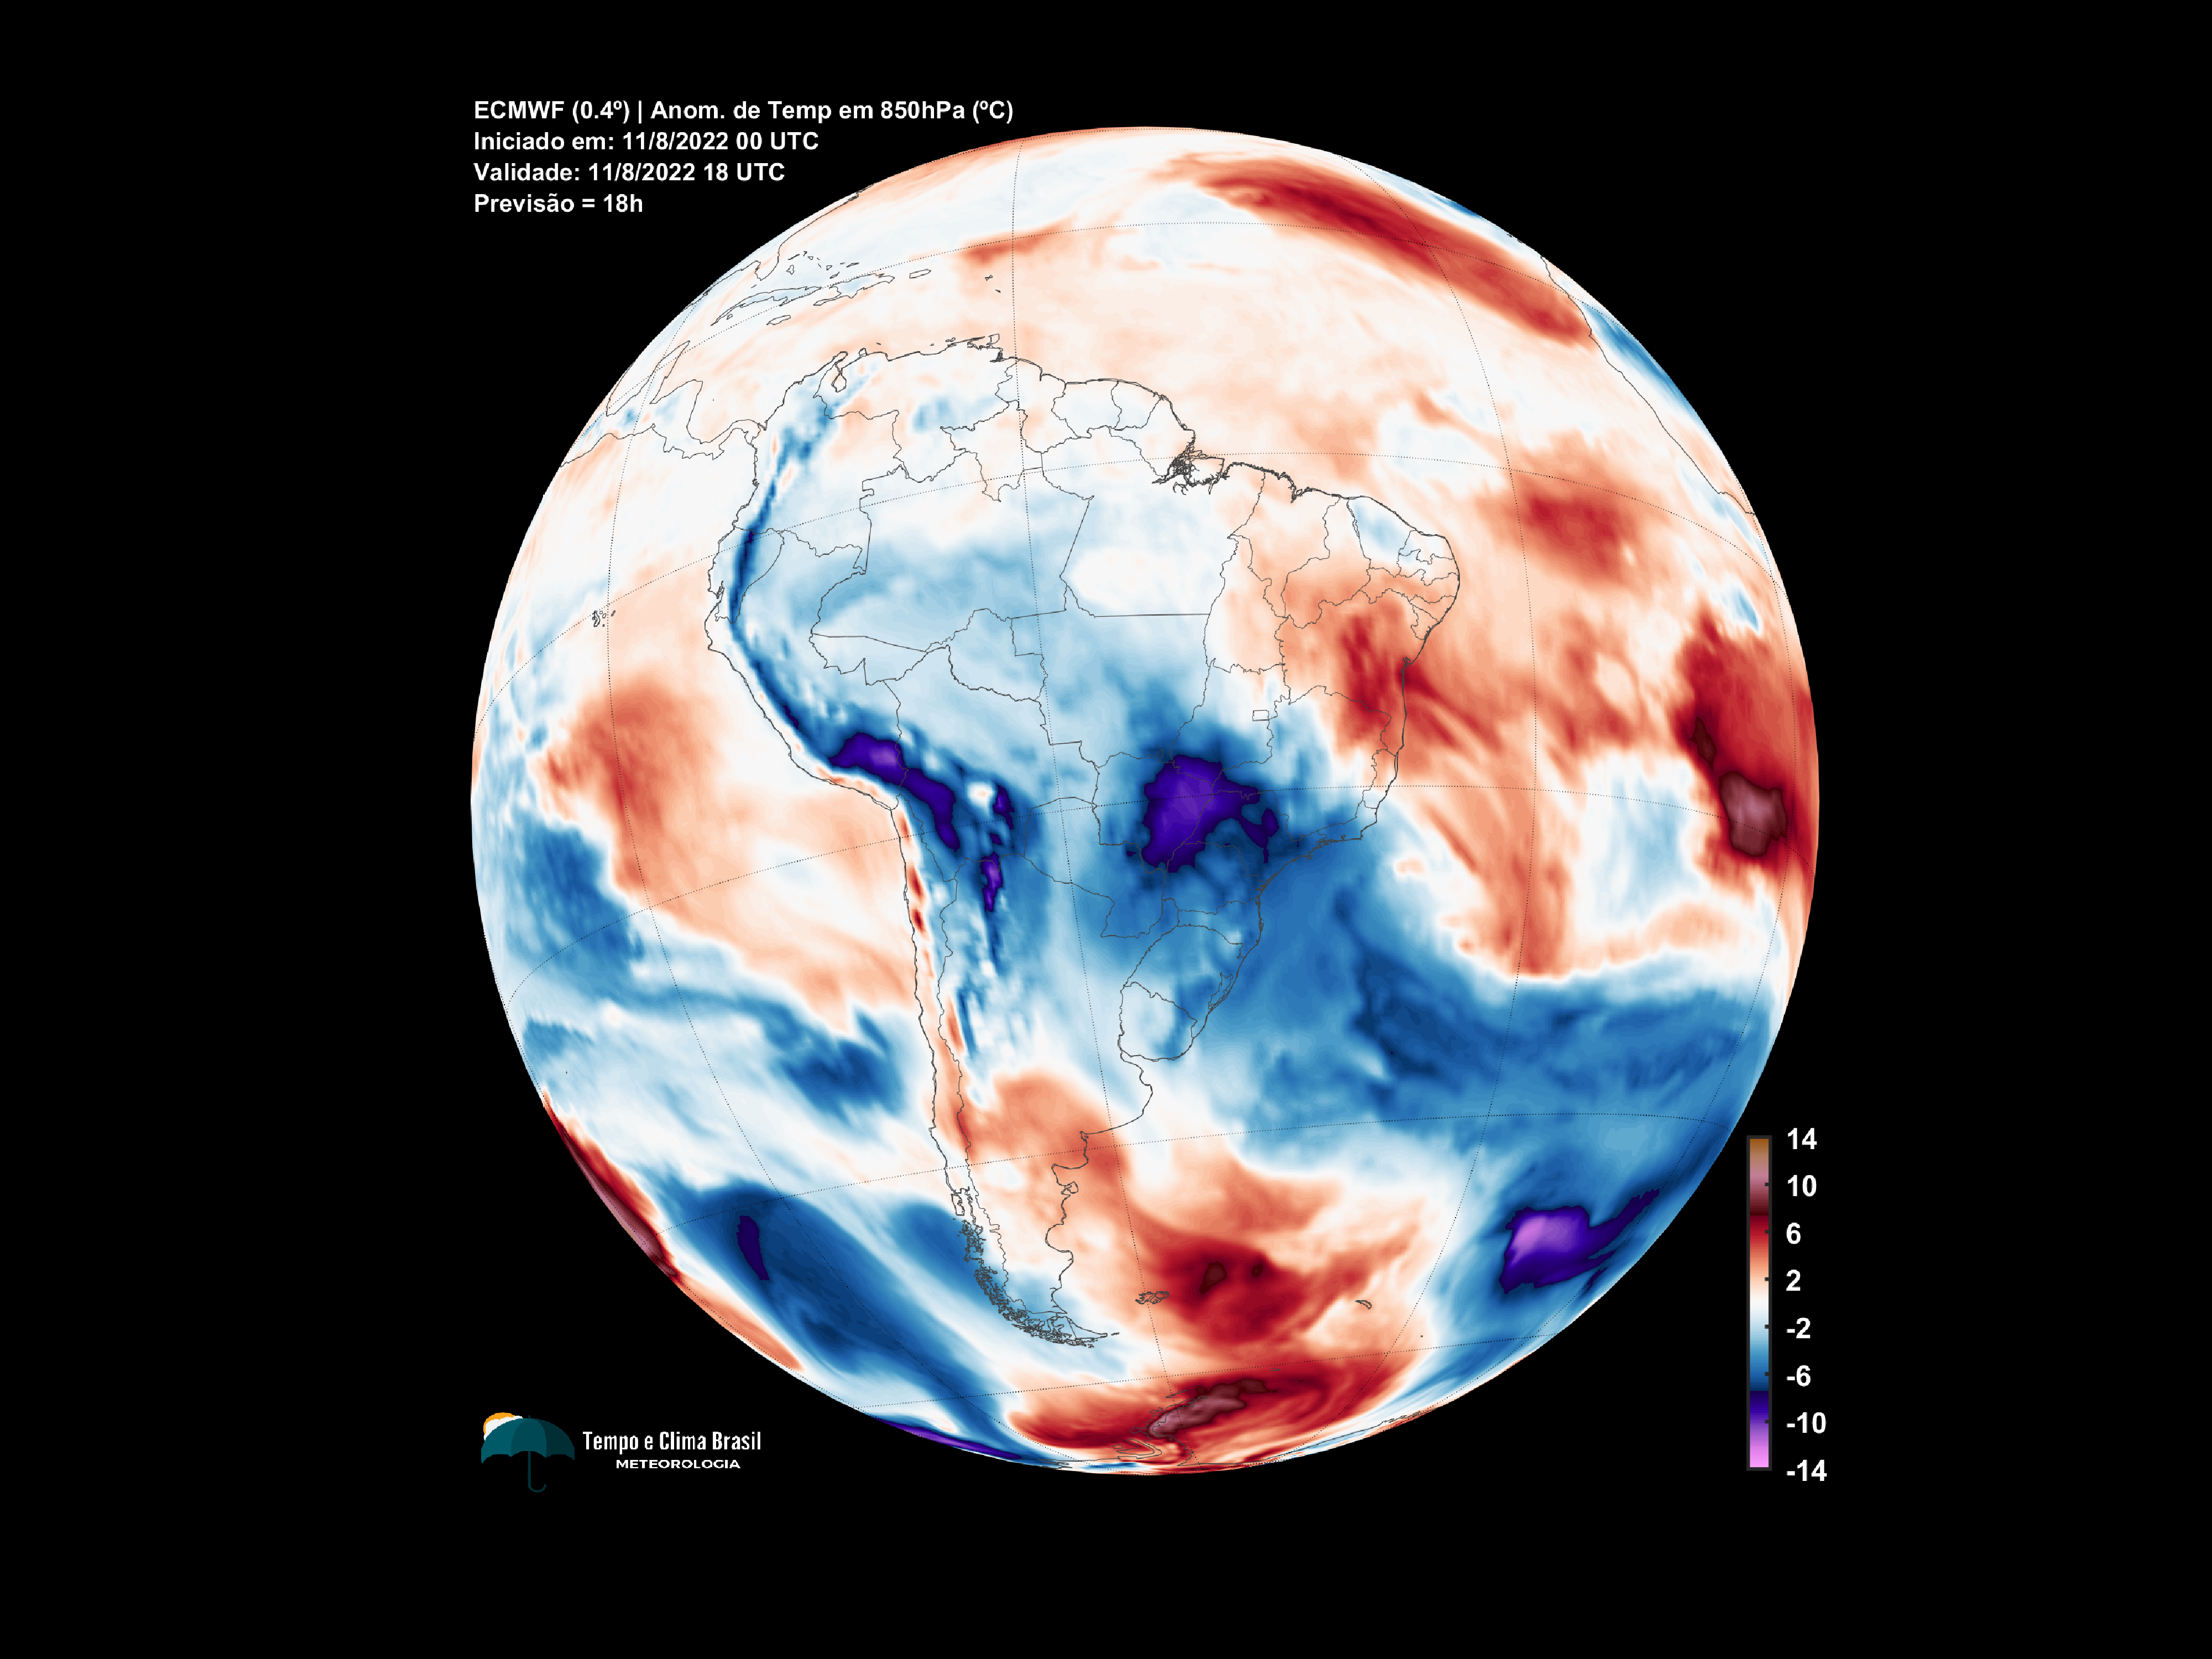 ECMWF (0.4º) | Anom. de Temp em 850hPa (ºC)
Iniciado em: 11/8/2022 00 UTC
Validade: 11/8/2022 18 UTC
Previsão = 18h
14
10
6
2
-2
-6
-10
-14
Tempo e Clima Brasil
METEOROLOGIA